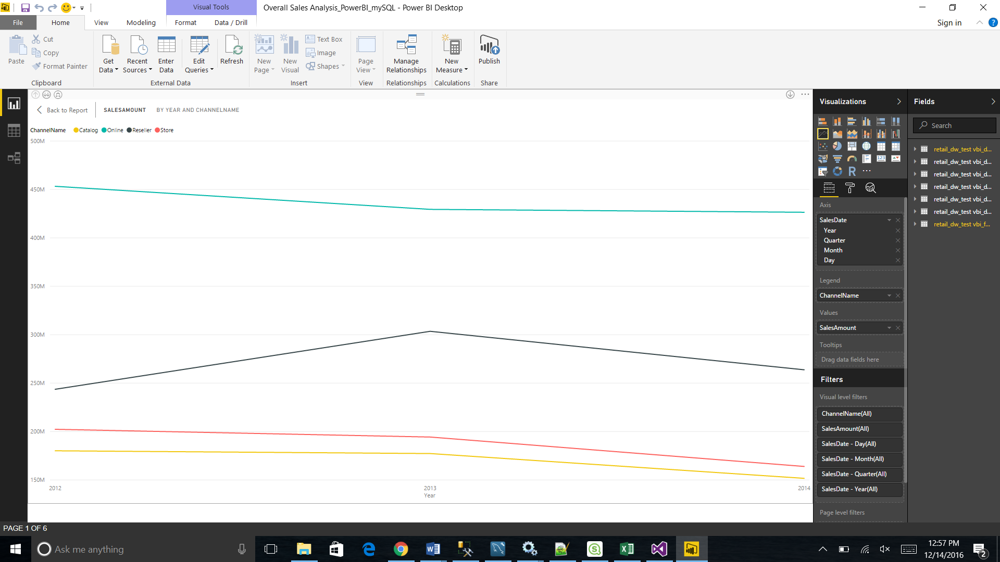 Visual Tools
Overall Sales Analysis_PowerBI_mySQL - Power BI Desktop
File Home View Modeling Format Data / Drill Sign in
Paste
Cut
Copy
Format Painter
Clipboard
Get Data
Recent Sources
Enter Data
Edit Queries
Refresh
External Data
New Page
New Visual
Text Box
Image
Shapes
Insert
Page View
View
Manage Relationships
Relationships
New Measure
Calculations
Publish
Share
Back to Report SALESAMOUNT BY YEAR AND CHANNELNAME
ChannelName Catalog Online Reseller Store
500M
450M
400M
350M
300M
250M
200M
150M
2012 2013 2014
Year
Visualizations
R
123
Axis
SalesDate
Year
Quarter
Month
Day
Legend
ChannelName
Values
SalesAmount
Tooltips
Drag data fields here
Filters
Visual level filters
ChannelName(All)
SalesAmount(All)
SalesDate - Day(All)
SalesDate - Month(All)
SalesDate - Quarter(All)
SalesDate - Year(All)
Page level filters
Fields
Search
retail_dw_test vbi_d...
retail_dw_test vbi_d...
retail_dw_test vbi_d...
retail_dw_test vbi_d...
retail_dw_test vbi_d...
retail_dw_test vbi_d...
retail_dw_test vbi_f...
PAGE 1 OF 6
Ask me anything
12:57 PM
12/14/2016
2